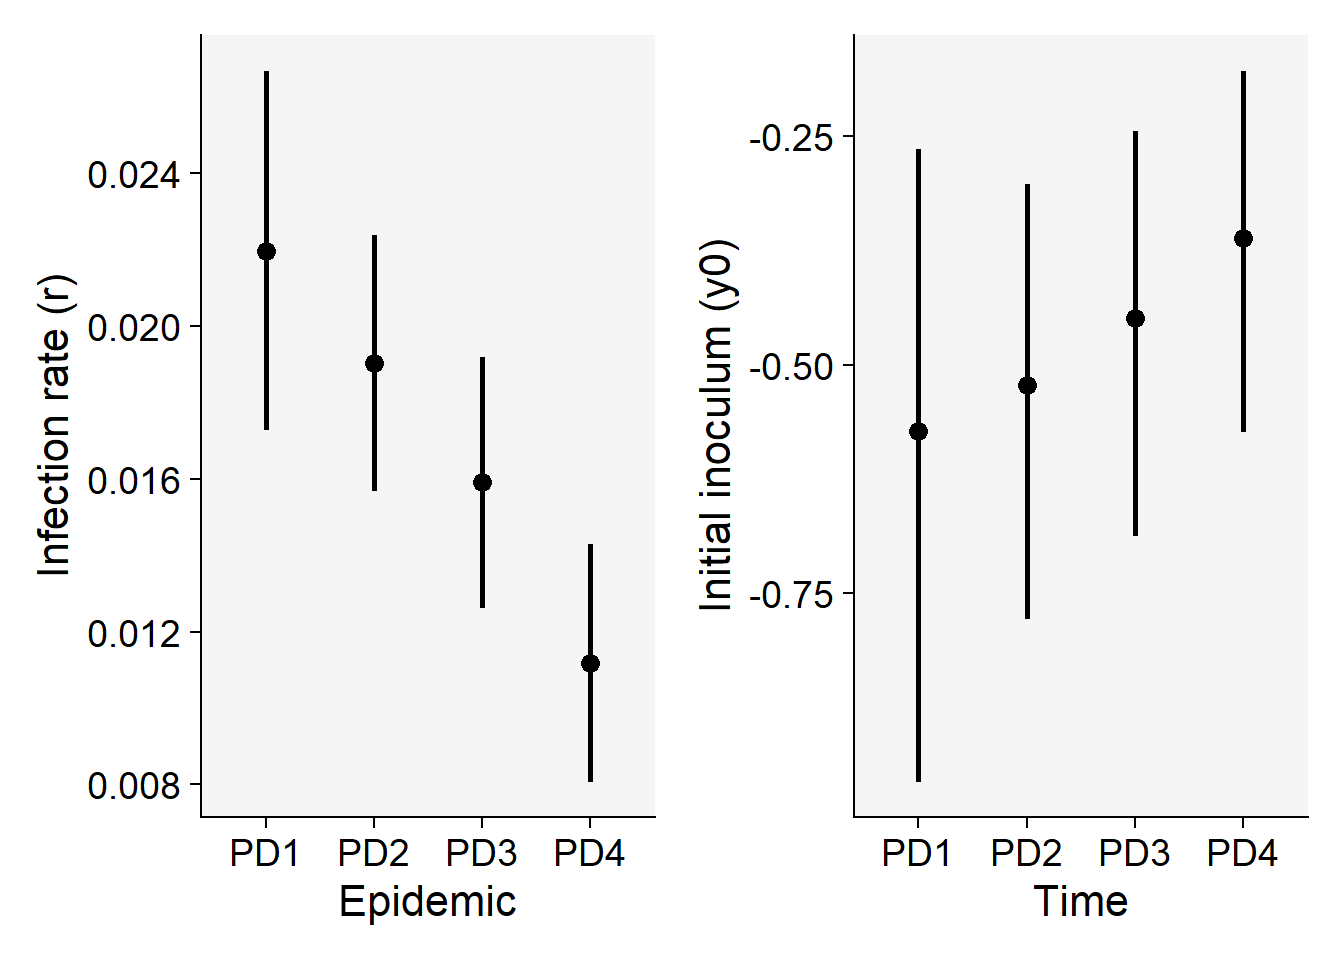 Infection rate (r)
0.024
0.020
0.016
0.012
0.008
PD1 PD2 PD3 PD4
Epidemic
Initial inoculum (y0)
-0.25
-0.50
-0.75
PD1 PD2 PD3 PD4
Time